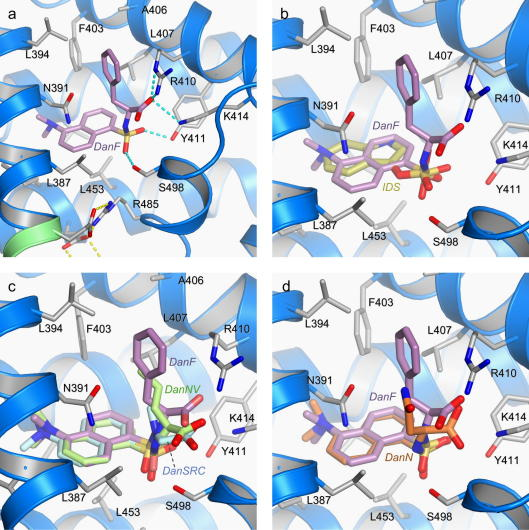 a
A406
F403
L407
L394
R410
N391
K414
DanF
Y411
L387
L453
S498
R485
b
F403
L394
L407
R410
N391
DanF
K414
IDS
Y411
L387
L453
S498
c
A406
L394
F403
L407
R410
DanF
DanNV
N391
K414
Y411
DanSRC
L387
L453
S498
d
F403
L394
L407
R410
N391
DanF
K414
DanN
Y411
L387
L453
S498